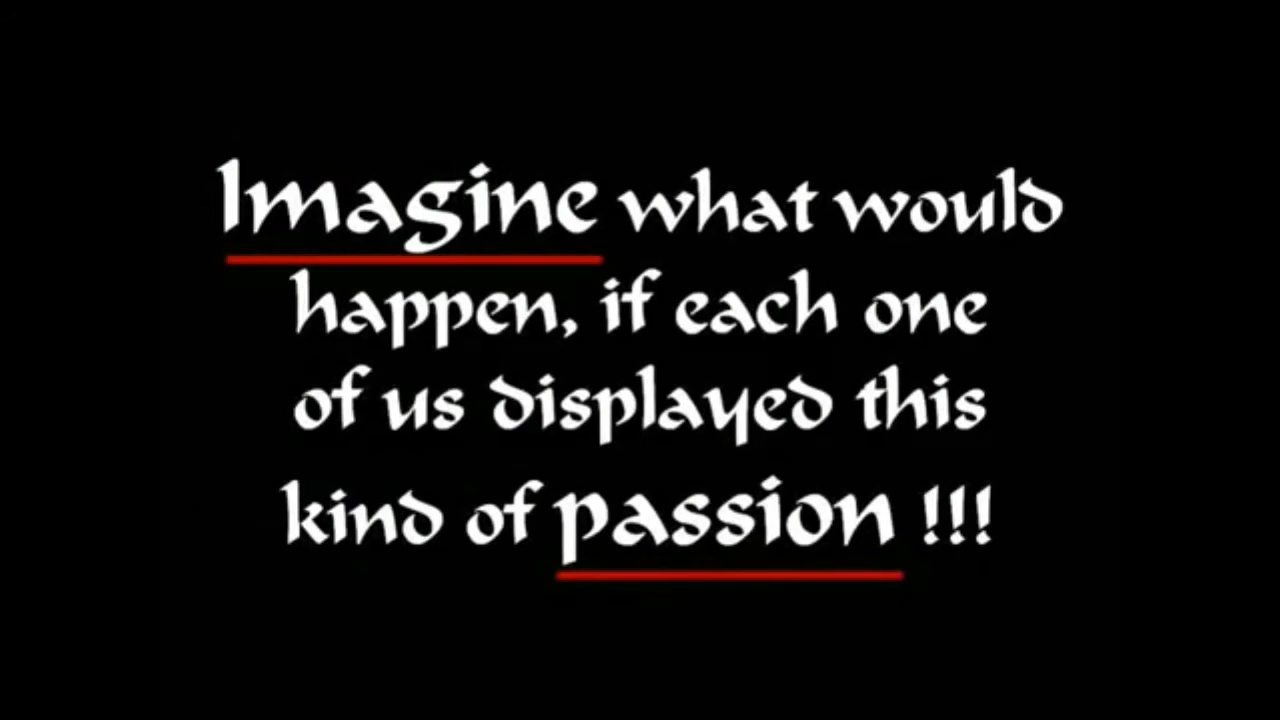 Imagine what would
happen, if each one
of us displayed this
kind of passion !!!